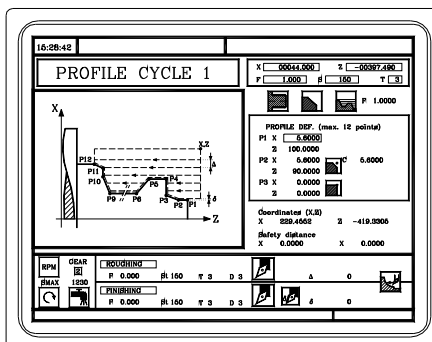 15:28:42
PROFILE CYCLE 1
X 00044.000 Z -00397.490
F 1.000 150 T 3
F 1.0000
PROFILE DEF. (max. 12 points)
P1 X 5.6000
Z 100.0000
P2 X 5.6000 C 5.6000
Z 90.0000
P3 X 0.0000
Z 0.0000
X
X,Z
P12
P11
P10
P9 P6 P5 P4
P3
P2 P1
Δ
δ
Z
Coordinates (X,Z)
X 229.4552 Z -419.3305
Safety distance
X 0.0000 X 0.0000
RPM GEAR
2
SMAX 1230
ROUGHING
F 0.000 150 T 3 D 3 Δ 0
FINISHING
F 0.000 150 T 3 D 3 δ 0